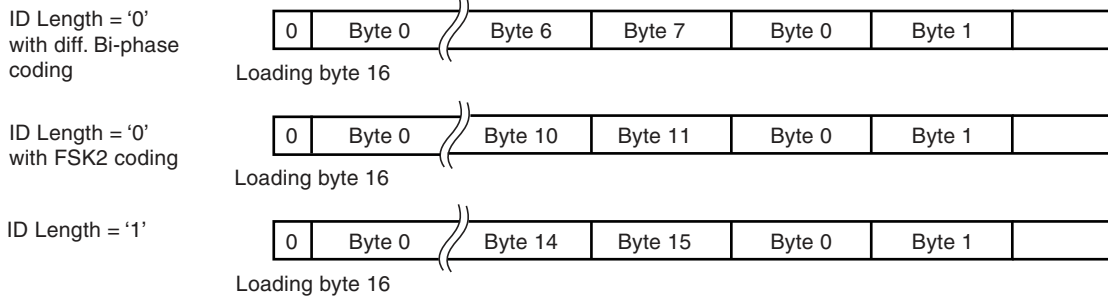 ID Length = ‘0’
with diff. Bi-phase
coding
0 Byte 0 Byte 6 Byte 7 Byte 0 Byte 1
Loading byte 16
ID Length = ‘0’
with FSK2 coding
0 Byte 0 Byte 10 Byte 11 Byte 0 Byte 1
Loading byte 16
ID Length = ‘1’
0 Byte 0 Byte 14 Byte 15 Byte 0 Byte 1
Loading byte 16